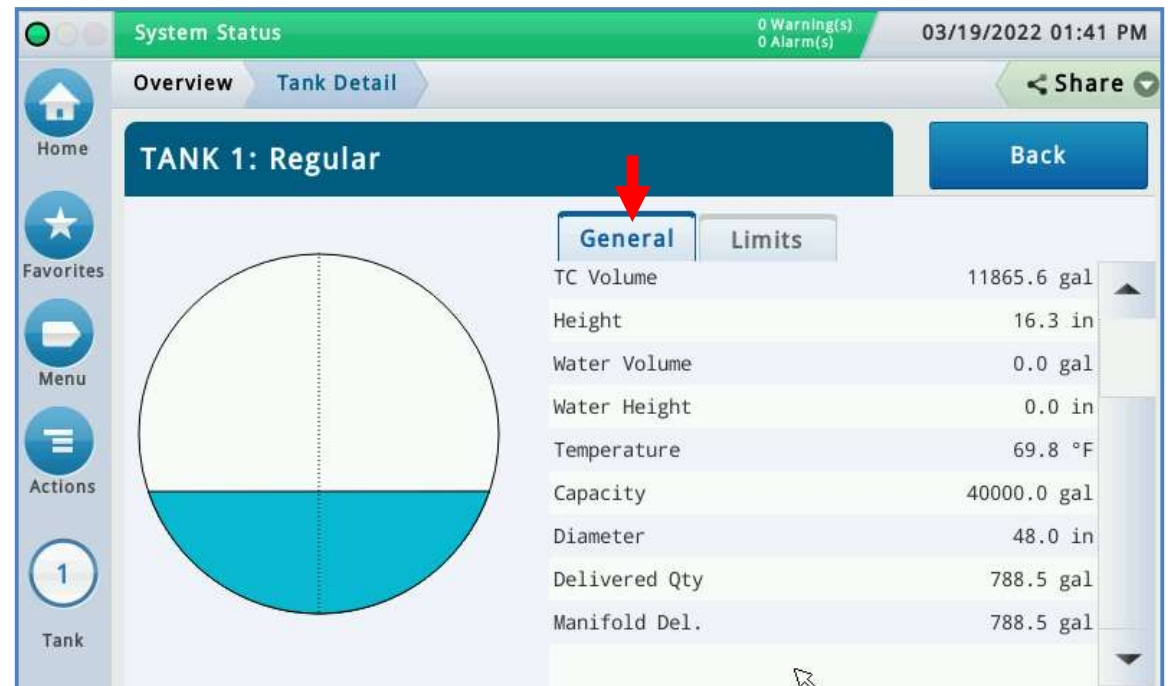 System Status
0 Warning(s)
0 Alarm(s)
03/19/2022 01:41 PM
Overview
Tank Detail
Share
Home
TANK 1: Regular
Back
General
Limits
Favorites
TC Volume 11865.6 gal
Height 16.3 in
Water Volume 0.0 gal
Menu
Water Height 0.0 in
Temperature 69.8 °F
Actions
Capacity 40000.0 gal
Diameter 48.0 in
1
Delivered Qty 788.5 gal
Manifold Del. 788.5 gal
Tank